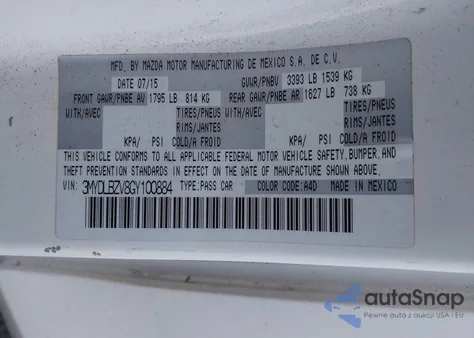 MFD. BY MAZDA MOTOR MANUFACTURING DE MEXICO S.A. DE C.V.
DATE 07/15 GVWR/PNBV 3393 LB 1539 KG
FRONT GAWR/PNBE AV 1795 LB 814 KG REAR GAWR/PNBE AR 1627 LB 738 KG
WITH/AVEC TIRES/PNEUS WITH/AVEC TIRES/PNEUS
RIMS/JANTES RIMS/JANTES
KPA/ PSI COLD/A FROID KPA/ PSI COLD/A FROID
THIS VEHICLE CONFORMS TO ALL APPLICABLE FEDERAL MOTOR VEHICLE SAFETY, BUMPER, AND
THEFT PREVENTION STANDARDS IN EFFECT ON THE DATE OF MANUFACTURE SHOWN ABOVE.
VIN: 3MYDLBZV8GY100884 TYPE: PASS CAR COLOR CODE: A4D MADE IN MEXICO
autoSnap
Pewne auta z aukcji USA i EU